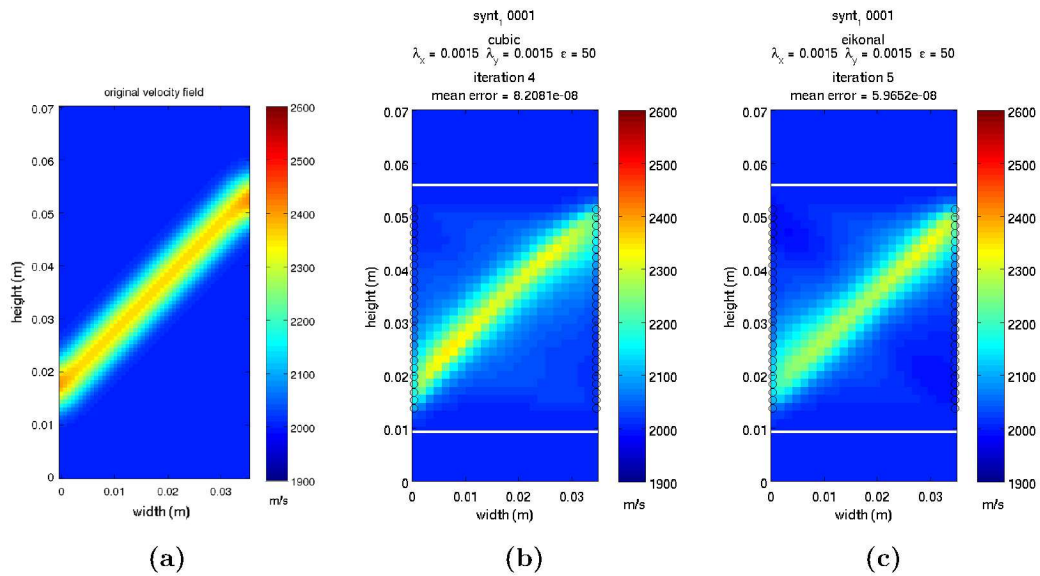 original velocity field
0.07
0.06
0.05
0.04
0.03
0.02
0.01
0
height (m)
0
0.01
0.02
0.03
width (m)
2600
2500
2400
2300
2200
2100
2000
1900
m/s
(a)
synt₁ 0001
cubic
λx = 0.0015 λy = 0.0015 ε = 50
iteration 4
mean error = 8.2081e-08
0.07
0.06
0.05
0.04
0.03
0.02
0.01
0
height (m)
0
0.01
0.02
0.03
width (m)
2600
2500
2400
2300
2200
2100
2000
1900
m/s
(b)
synt₁ 0001
eikonal
λx = 0.0015 λy = 0.0015 ε = 50
iteration 5
mean error = 5.9652e-08
0.07
0.06
0.05
0.04
0.03
0.02
0.01
0
height (m)
0
0.01
0.02
0.03
width (m)
2600
2500
2400
2300
2200
2100
2000
1900
m/s
(c)